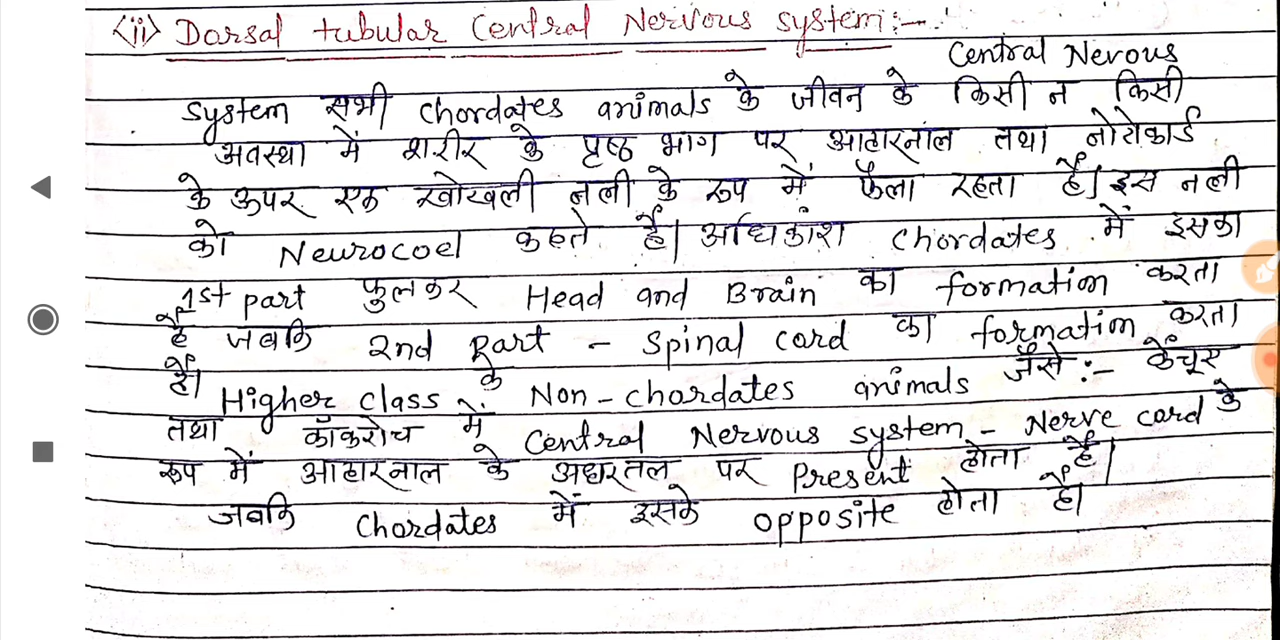 <ii> Dorsal tubular Central Nervous system:-
Central Nevous
system सभी chordates animals के जीवन के किसी न किसी
अवस्था में शरीर के पृष्ठ भाग पर आहारनाल तथा नोटोकार्ड
के ऊपर एक खोखली नली के रूप में फैला रहता है। इस नली
को Neurocoel कहते है। अधिकांश chordates में इसका
1st part फुलकर Head and Brain का formation करता
है जबकि 2nd part - spinal cord का formation करता
है। Higher class के Non-chordates animals जैसे:- केंचूए
तथा कॉकरोच में Central Nervous system - Nerve card के
रूप में आहारनाल के अधरतल पर Present होता है।
जबकि chordates में इसके opposite होता है।